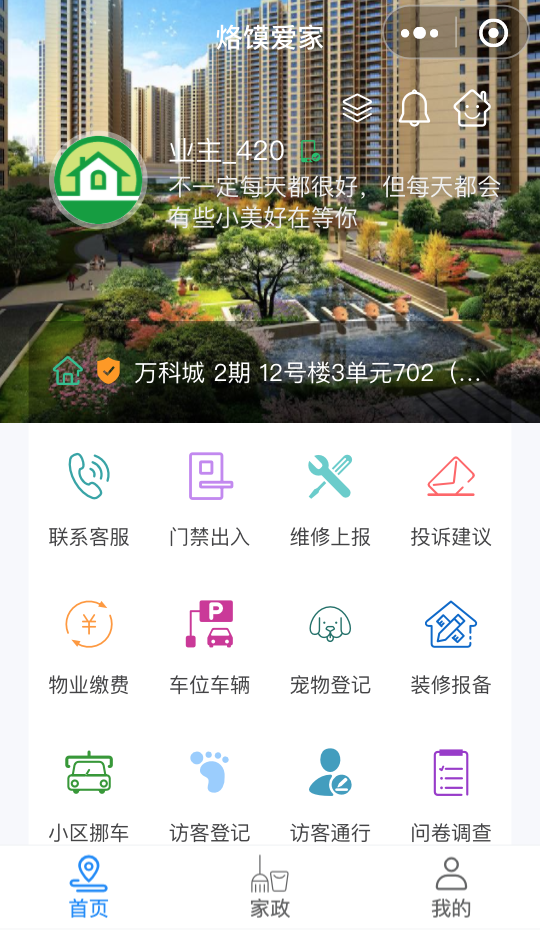 烙馍爱家
业主_420
不一定每天都很好，但每天都会
有些小美好在等你
万科城 2期 12号楼3单元702（...
联系客服 门禁出入 维修上报 投诉建议
¥ P
物业缴费 车位车辆 宠物登记 装修报备
小区挪车 访客登记 访客通行 问卷调查
首页 家政 我的